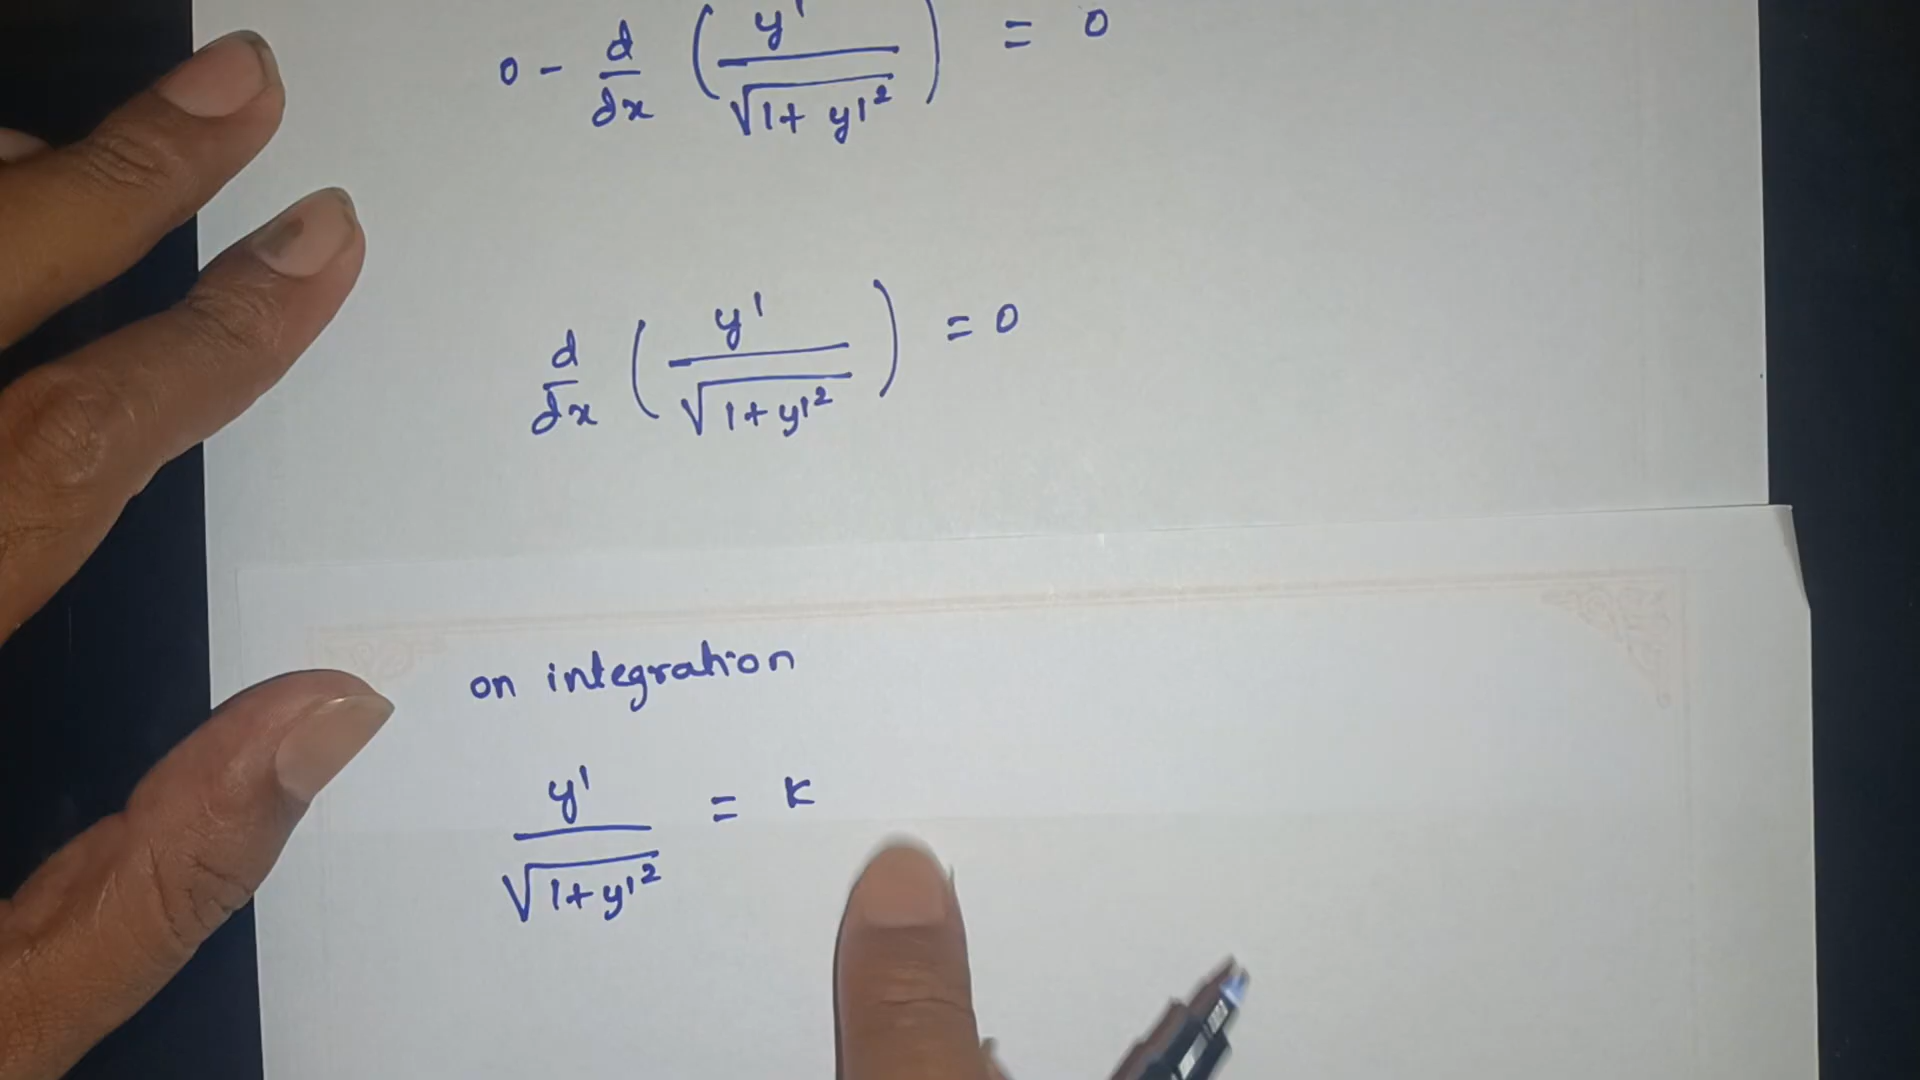 0 - d/dx ( y' / √1+ y'² ) = 0
d/dx ( y' / √1+ y'² ) = 0
on integration
y' / √1+ y'² = k